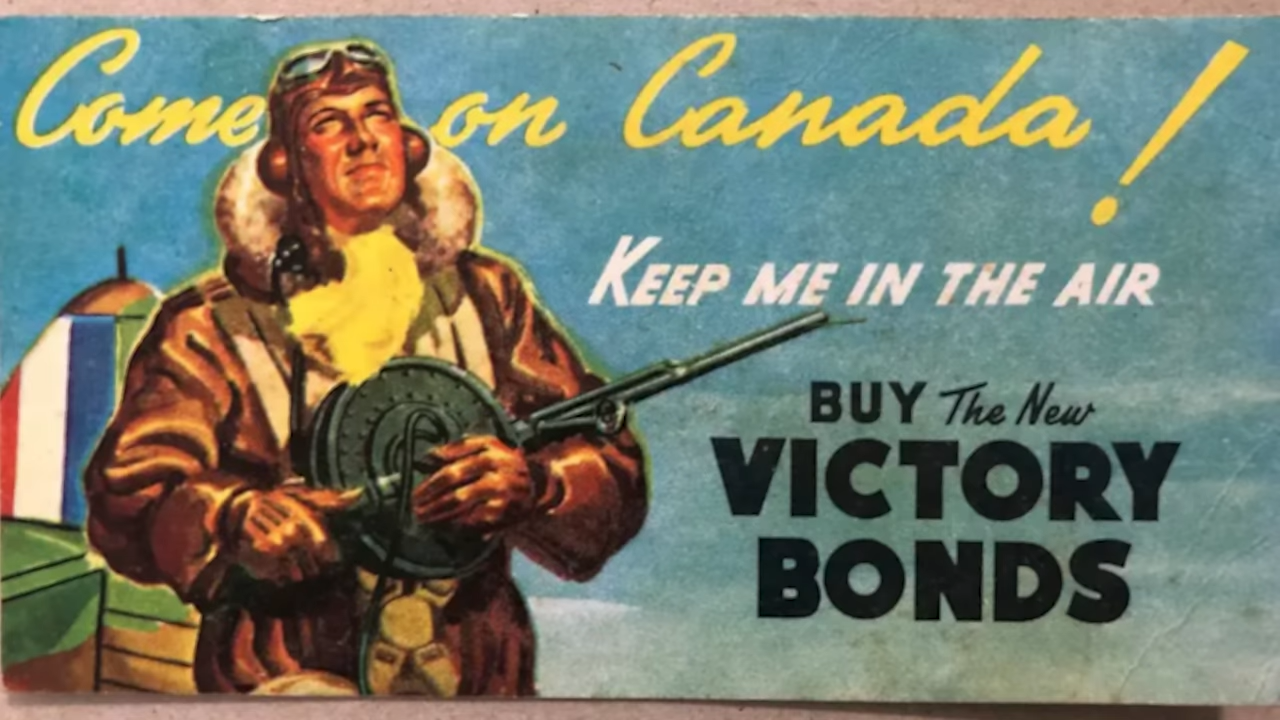 Come on Canada!
KEEP ME IN THE AIR
BUY The New
VICTORY
BONDS